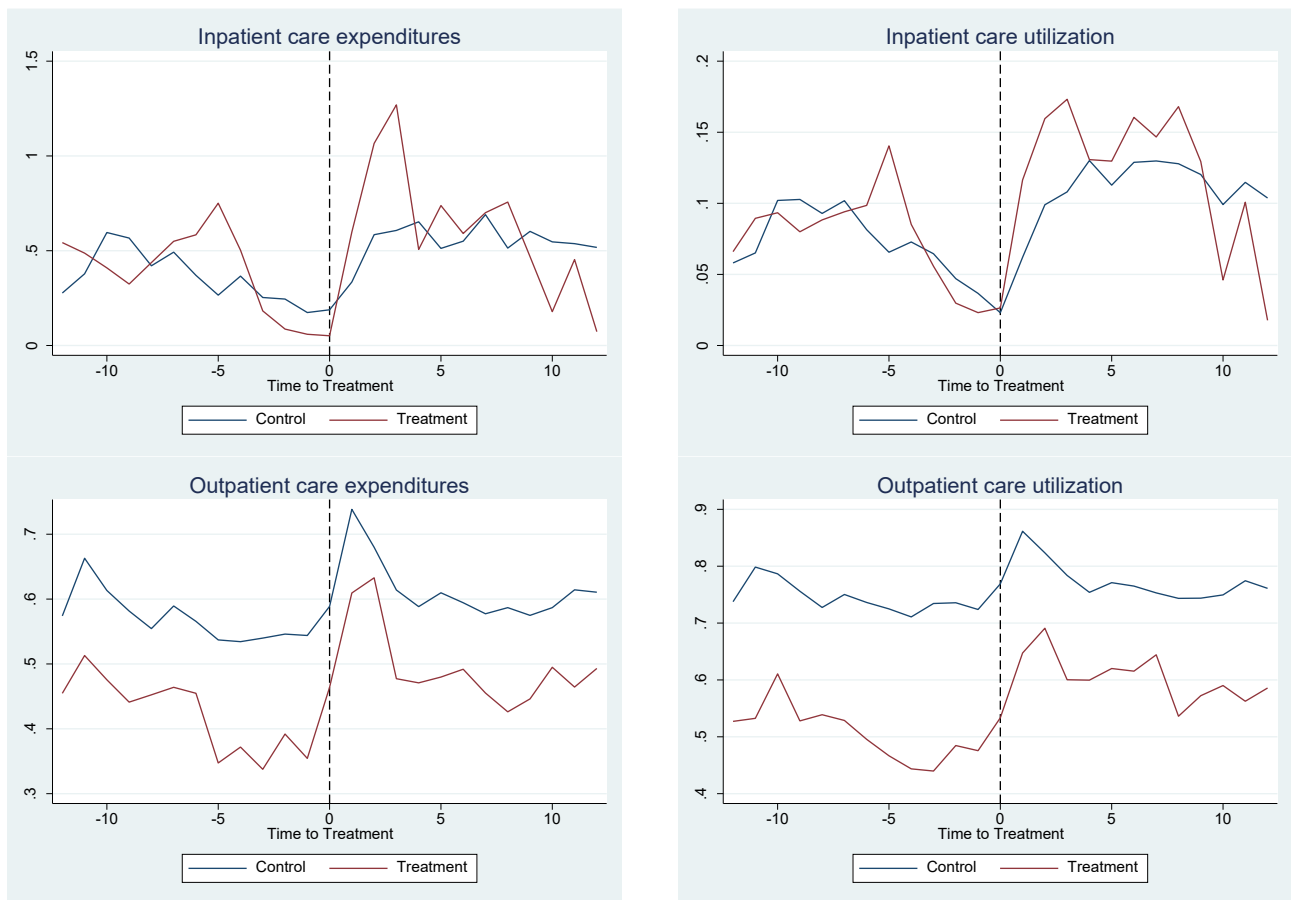 Inpatient care expenditures
1.5
1
.5
0
-10 -5 0 5 10
Time to Treatment
Control Treatment
Inpatient care utilization
.2
.15
.1
.05
0
-10 -5 0 5 10
Time to Treatment
Control Treatment
Outpatient care expenditures
.7
.6
.5
.4
.3
-10 -5 0 5 10
Time to Treatment
Control Treatment
Outpatient care utilization
.9
.8
.7
.6
.5
.4
-10 -5 0 5 10
Time to Treatment
Control Treatment